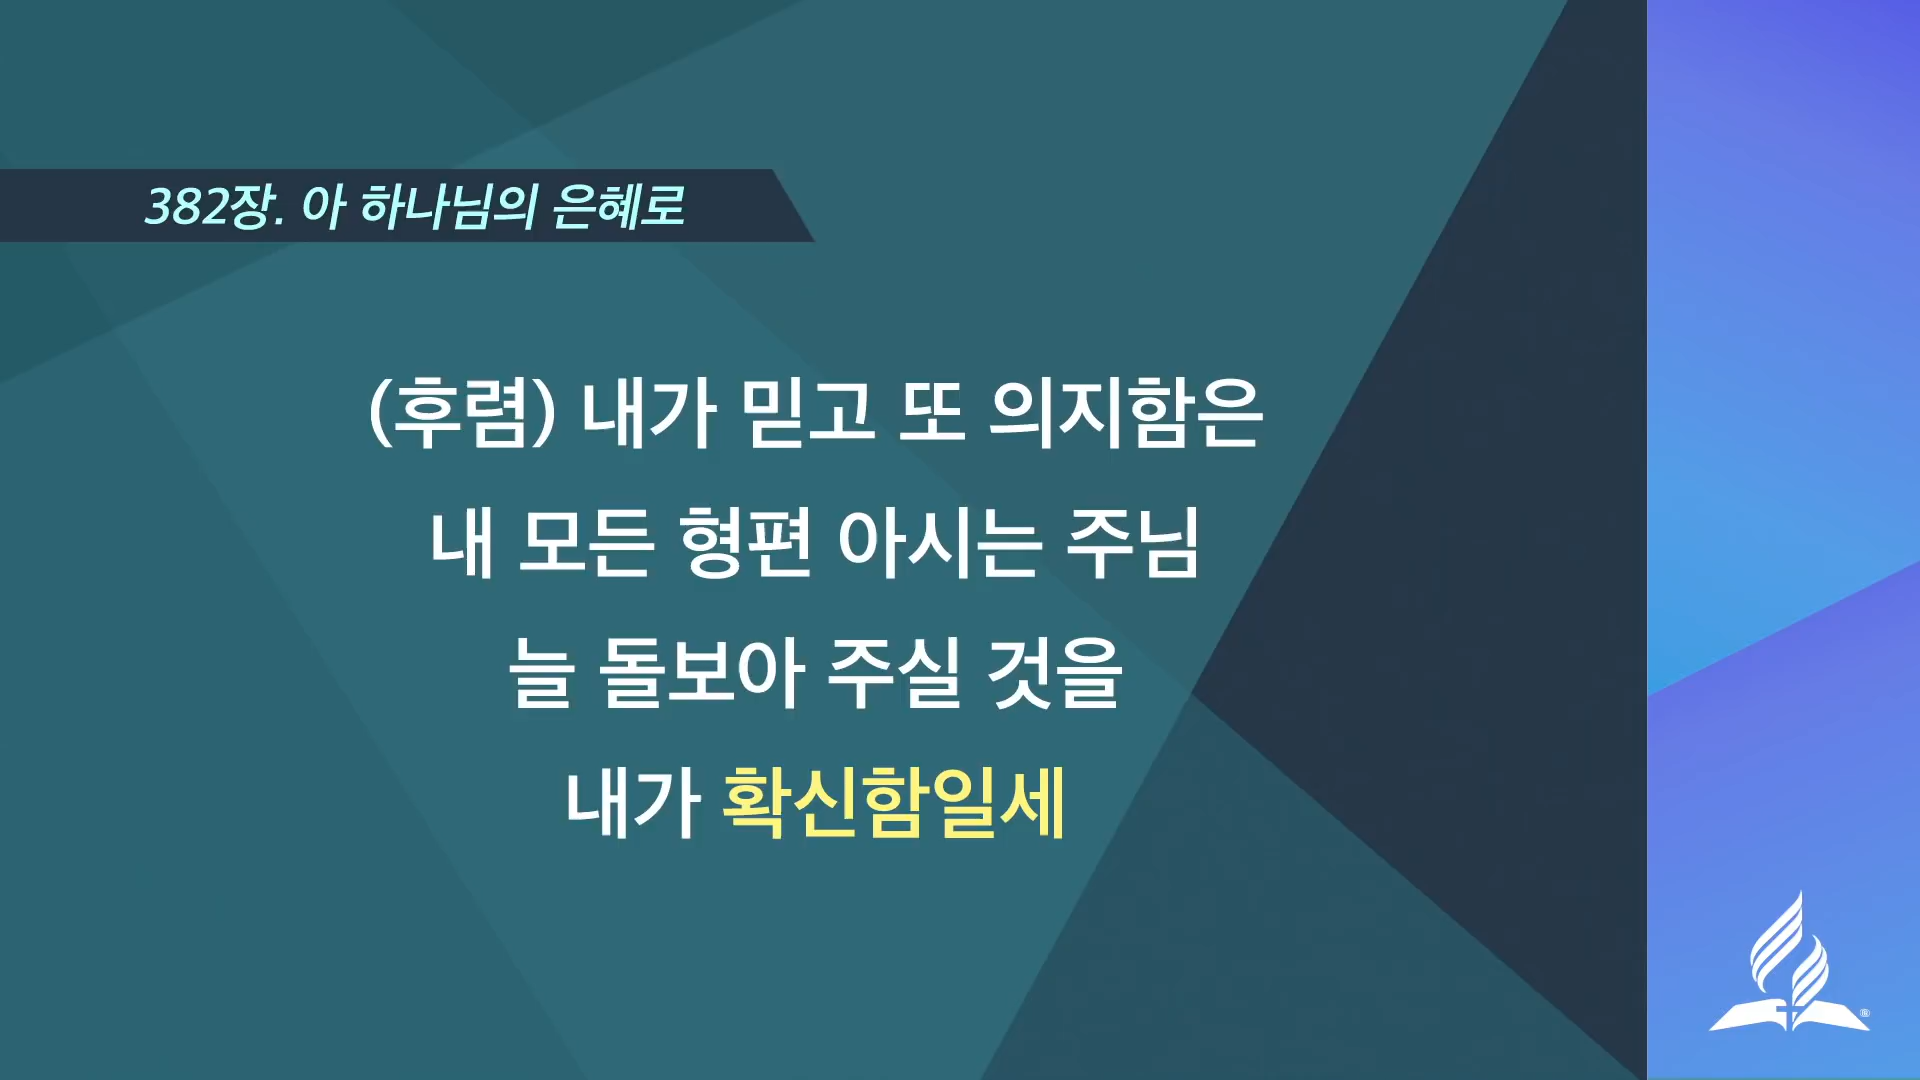 382장. 아 하나님의 은혜로
(후렴) 내가 믿고 또 의지함은
내 모든 형편 아시는 주님
늘 돌보아 주실 것을
내가 확신함일세
®